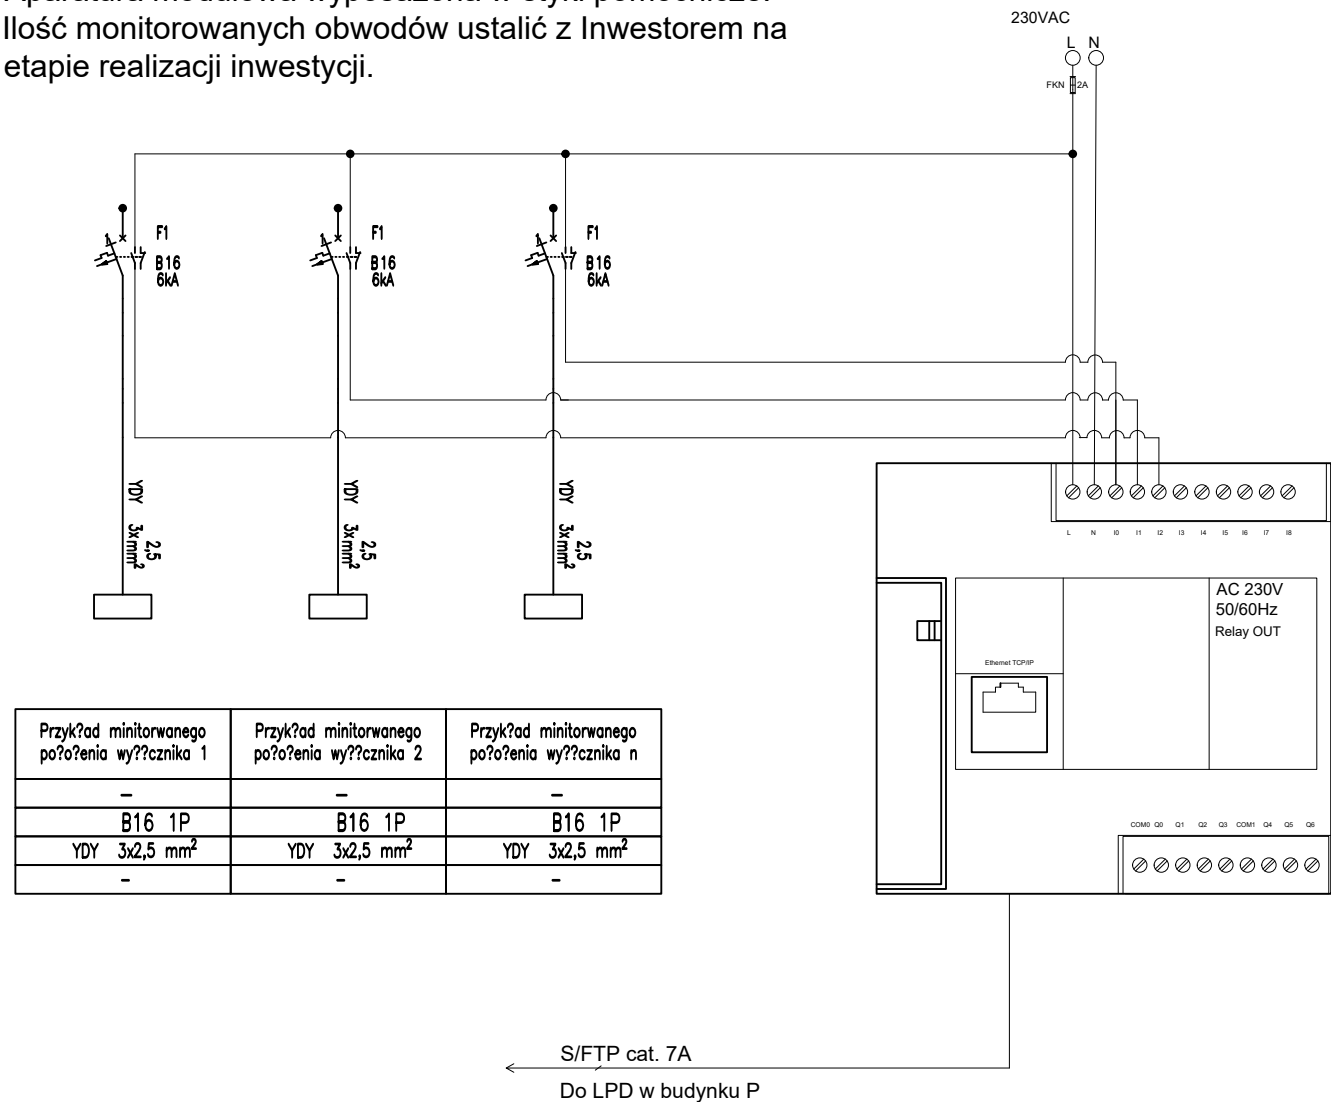 Aparatura modułowa wyposażona w styki pomocnicze.
Ilość monitorowanych obwodów ustalić z Inwestorem na
etapie realizacji inwestycji.
230VAC
L N
FKN 2A
F1
B16
6kA
F1
B16
6kA
F1
B16
6kA
YDY 3x2,5 mm²
YDY 3x2,5 mm²
YDY 3x2,5 mm²
L N I0 I1 I2 I3 I4 I5 I6 I7 I8
AC 230V
50/60Hz
Relay OUT
Ethernet TCP/IP
Przyk?ad minitorwanego Przyk?ad minitorwanego Przyk?ad minitorwanego
po?o?enia wy??cznika 1 po?o?enia wy??cznika 2 po?o?enia wy??cznika n
- - -
B16 1P B16 1P B16 1P
YDY 3x2,5 mm² YDY 3x2,5 mm² YDY 3x2,5 mm²
- - -
COM0 Q0 Q1 Q2 Q3 COM1 Q4 Q5 Q6
S/FTP cat. 7A
Do LPD w budynku P